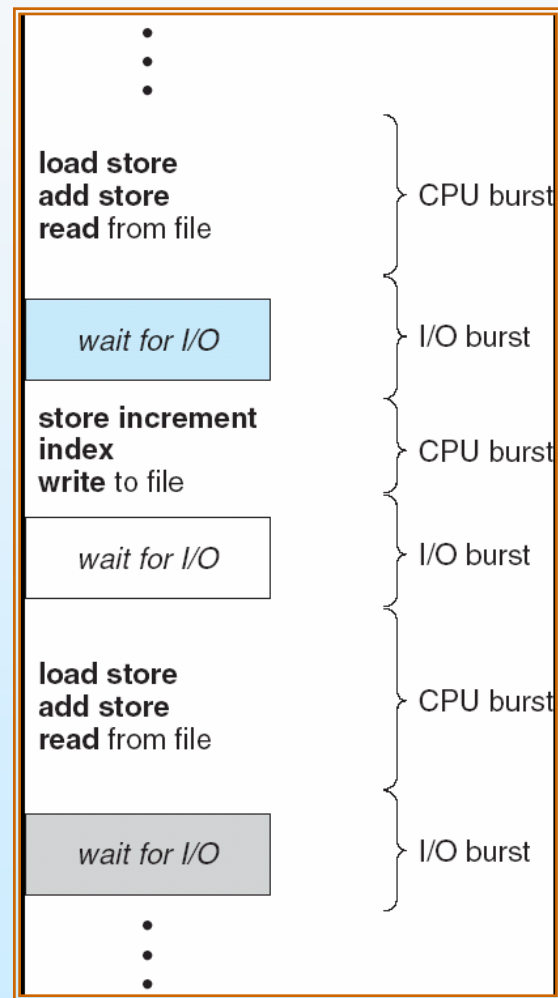 load store
add store
read from file
CPU burst
wait for I/O
I/O burst
store increment
index
write to file
CPU burst
wait for I/O
I/O burst
load store
add store
read from file
CPU burst
wait for I/O
I/O burst